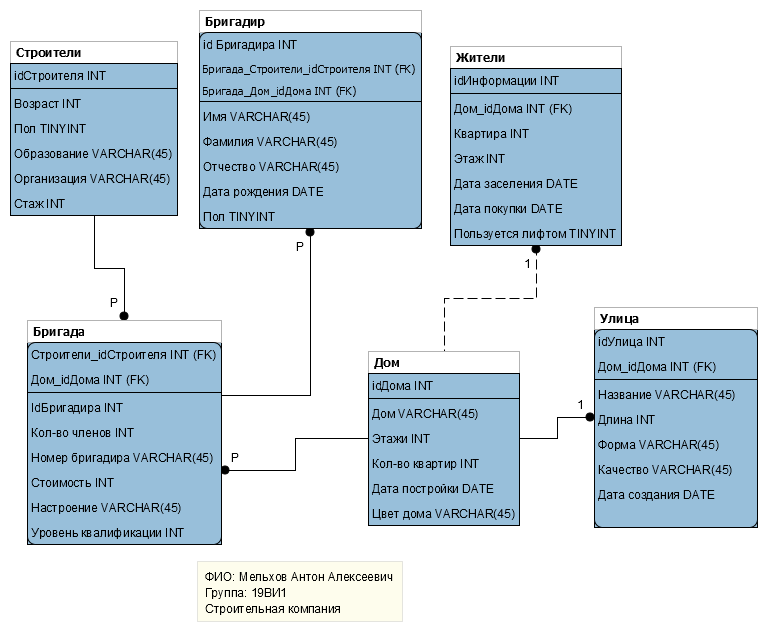 Строители
idСтроителя INT
Возраст INT
Пол TINYINT
Образование VARCHAR(45)
Организация VARCHAR(45)
Стаж INT
Бригадир
id Бригадира INT
Бригада_Строители_idСтроителя INT (FK)
Бригада_Дом_idДома INT (FK)
Имя VARCHAR(45)
Фамилия VARCHAR(45)
Отчество VARCHAR(45)
Дата рождения DATE
Пол TINYINT
Жители
idИнформации INT
Дом_idДома INT (FK)
Квартира INT
Этаж INT
Дата заселения DATE
Дата покупки DATE
Пользуется лифтом TINYINT
P
P
1
Бригада
Строители_idСтроителя INT (FK)
Дом_idДома INT (FK)
IdБригадира INT
Кол-во членов INT
Номер бригадира VARCHAR(45)
Стоимость INT
Настроение VARCHAR(45)
Уровень квалификации INT
P
Дом
idДома INT
Дом VARCHAR(45)
Этажи INT
Кол-во квартир INT
Дата постройки DATE
Цвет дома VARCHAR(45)
1
Улица
idУлица INT
Дом_idДома INT (FK)
Название VARCHAR(45)
Длина INT
Форма VARCHAR(45)
Качество VARCHAR(45)
Дата создания DATE
ФИО: Мельхов Антон Алексеевич
Группа: 19ВИ1
Строительная компания